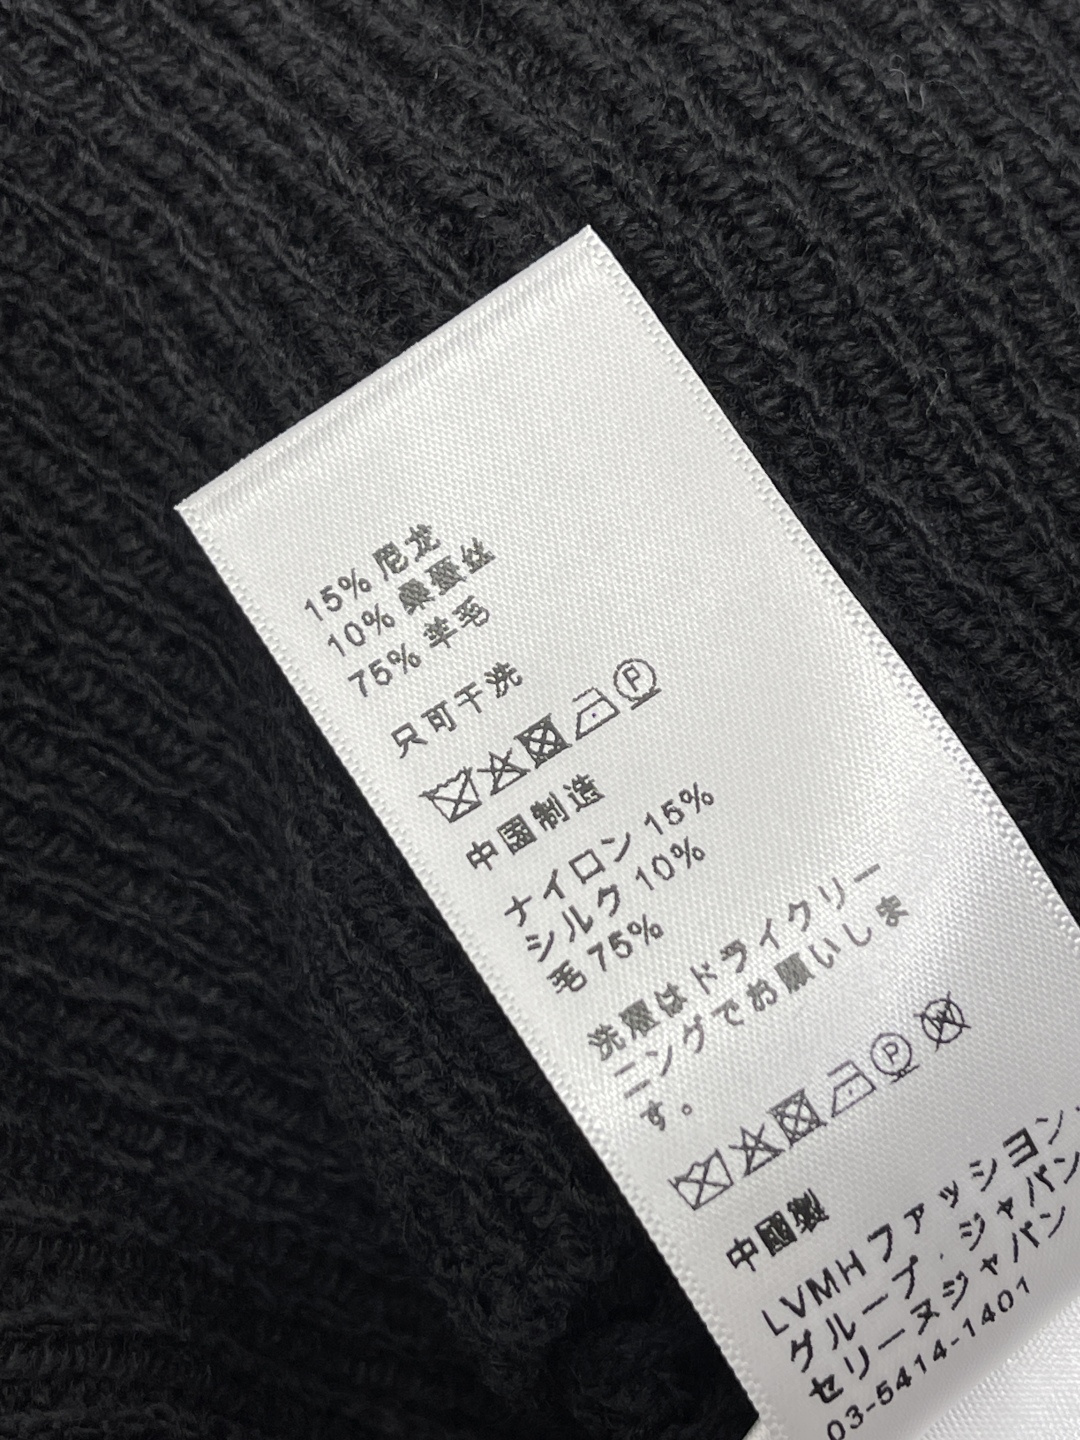 15% 尼龙
10% 桑蚕丝
75% 羊毛
只可干洗
P
中国制造
ナイロン 15%
シルク 10%
毛 75%
洗濯はドライクリー
ニングでお願いしま
す。
P W
中國製
LVMH ファッション・
グループ・ジャパン
セリーヌジャパン
03-5414-1401